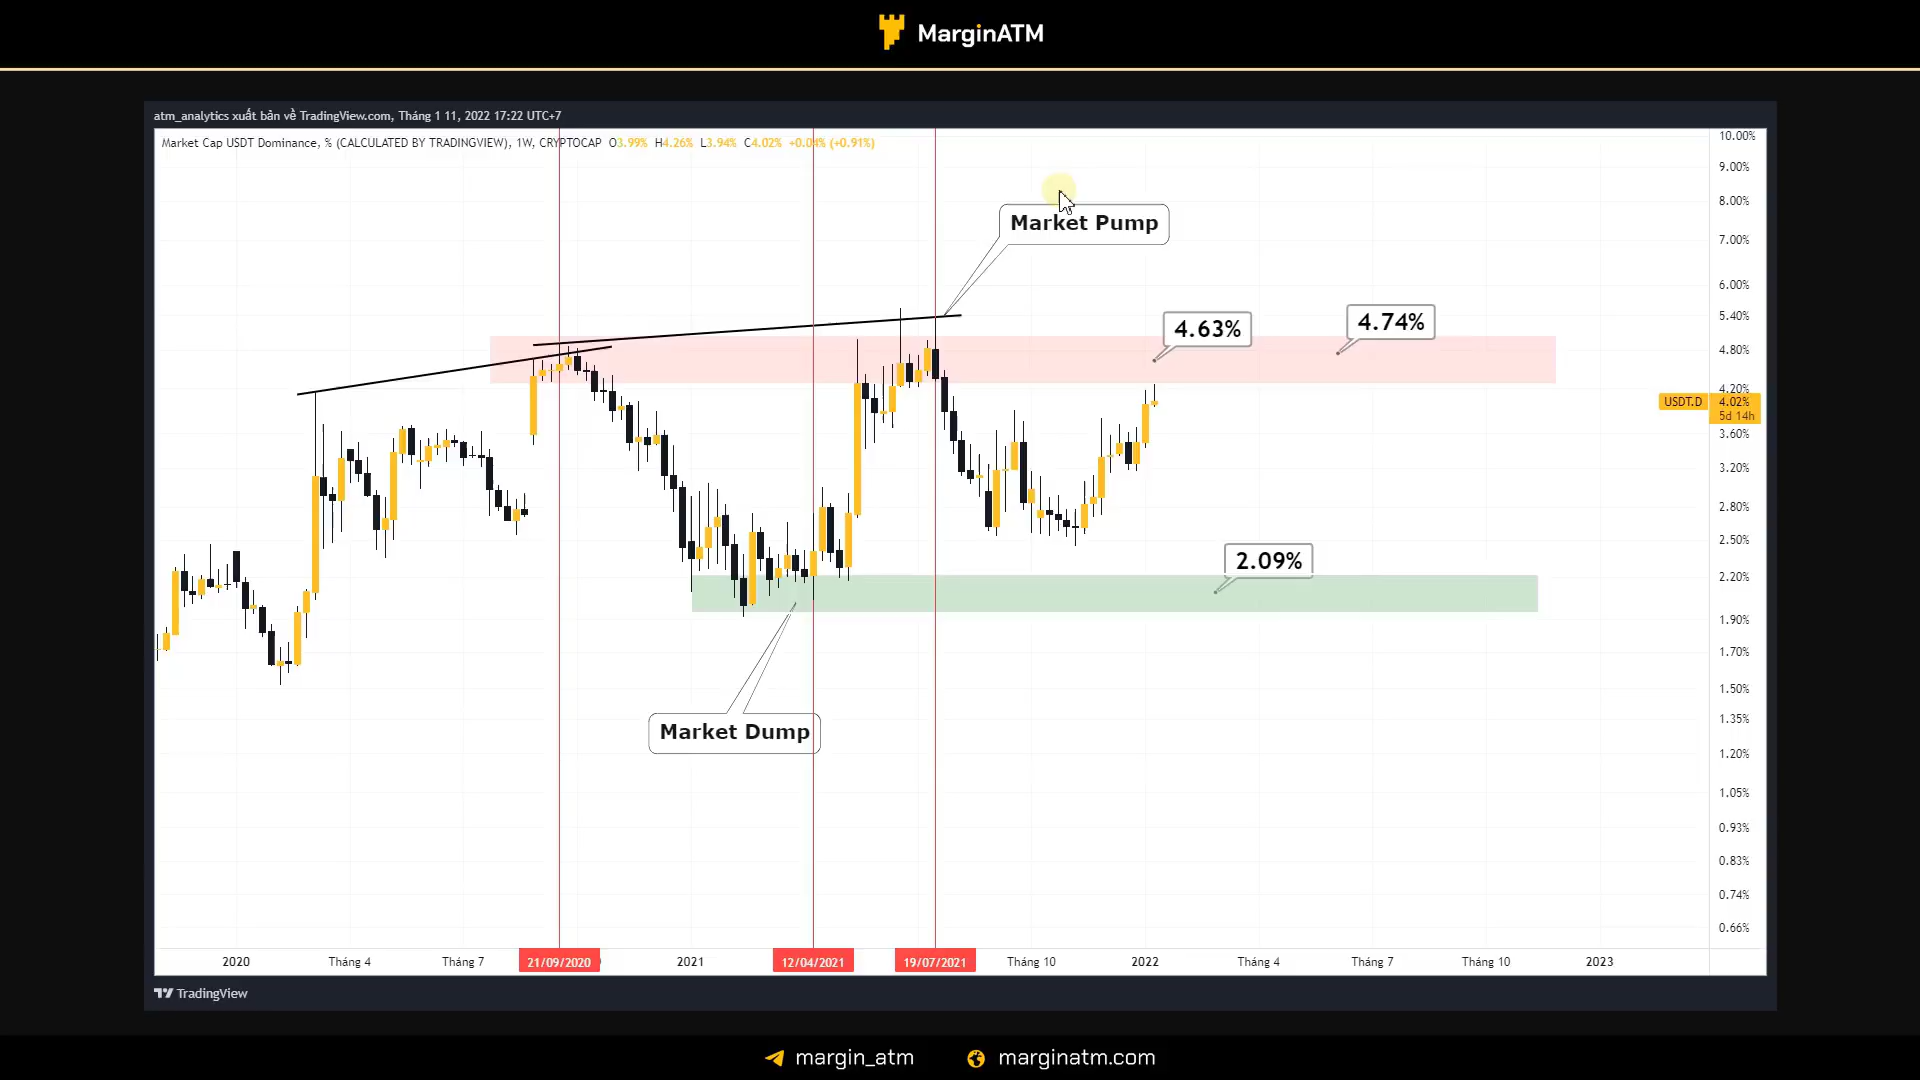 MarginATM
atm_analytics xuất bản về TradingView.com, Tháng 1 11, 2022 17:22 UTC+7
Market Cap USDT Dominance, % (CALCULATED BY TRADINGVIEW), 1W, CRYPTOCAP O3.99% H4.26% L3.94% C4.02% +0.04% (+0.91%)
10.00%
9.00%
8.00%
Market Pump
7.00%
6.00%
5.40%
4.63%
4.74%
4.80%
4.20%
USDT.D 4.02%
5d 14h
3.60%
3.20%
2.80%
2.50%
2.09%
2.20%
1.90%
1.70%
1.50%
1.35%
Market Dump
1.20%
1.05%
0.93%
0.83%
0.74%
0.66%
2020 Tháng 4 Tháng 7 21/09/2020 2021 12/04/2021 19/07/2021 Tháng 10 2022 Tháng 4 Tháng 7 Tháng 10 2023
TradingView
margin_atm marginatm.com